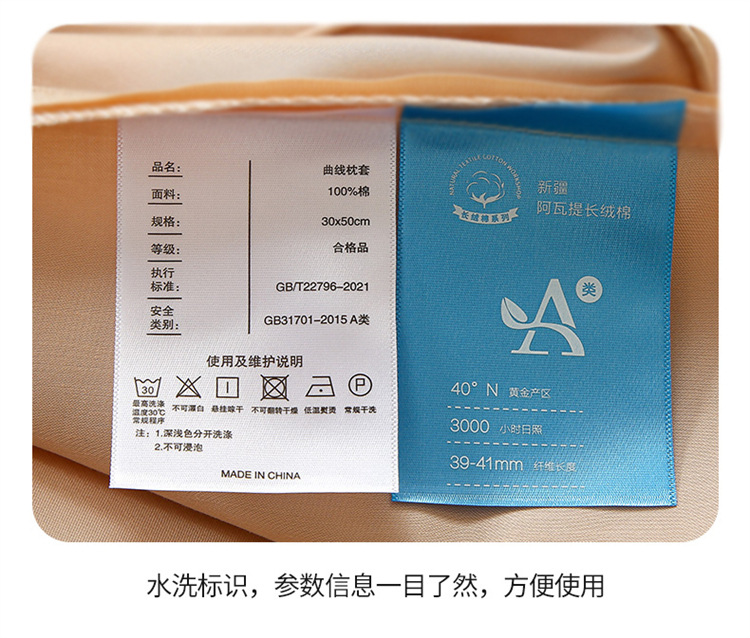 品名： 曲线枕套
面料： 100%棉
规格： 30x50cm
等级： 合格品
执行
标准： GB/T22796-2021
安全
类别： GB31701-2015 A类
使用及维护说明
30
P
最高洗涤
温度30℃
常规程序
不可漂白
悬挂晾干
不可翻转干燥
低温熨烫
常规干洗
注：1.深浅色分开洗涤
2.不可浸泡
MADE IN CHINA
NATURAL TEXTILE COTTON WORKSHOP
长绒棉系列
新疆
阿瓦提长绒棉
A类
40° N 黄金产区
3000 小时日照
39-41mm 纤维长度
水洗标识，参数信息一目了然，方便使用